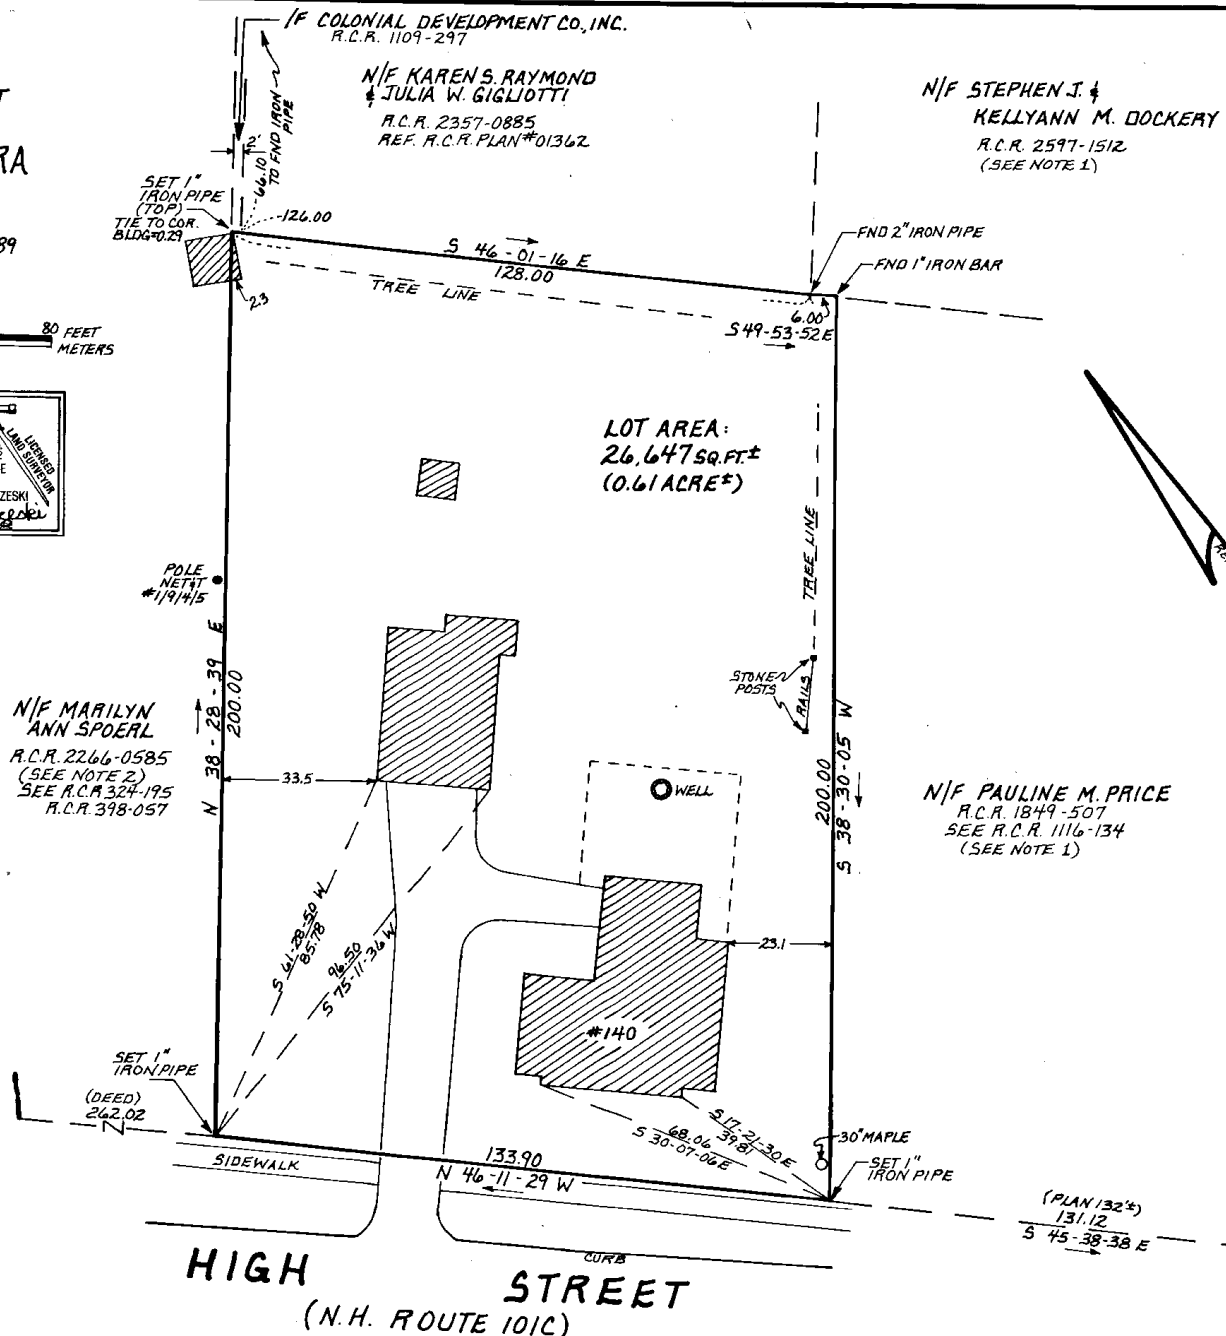 N/F COLONIAL DEVELOPMENT CO., INC.
R.C.R. 1109-297
N/F KAREN S. RAYMOND
& JULIA W. GIGLIOTTI
R.C.R. 2357-0885
REF. R.C.R. PLAN #01362
N/F STEPHEN J. &
KELLYANN M. DOCKERY
R.C.R. 2597-1512
(SEE NOTE 1)
T
RA
89
2'
66.10
TO FND IRON
PIPE
SET 1"
IRON PIPE
(TOP)
TIE TO COR.
BLDG=0.29
126.00
S 46-01-16 E
128.00
TREE LINE
2.3
FND 2" IRON PIPE
FND 1" IRON BAR
6.00
S 49-53-52 E
80 FEET
METERS
LICENSED
LAND SURVEYOR
E
ZESKI
LOT AREA:
26,647 SQ.FT.±
(0.61 ACRE±)
TREE LINE
POLE
NET&T
#1/914/5
N 38-28-39 E
200.00
STONE
POSTS
RAILS
N/F MARILYN
ANN SPOERL
R.C.R. 2266-0585
(SEE NOTE 2)
SEE R.C.R. 324-195
R.C.R. 398-057
33.5
WELL
200.00
S 38-30-05 W
N/F PAULINE M. PRICE
R.C.R. 1849-507
SEE R.C.R. 1116-134
(SEE NOTE 1)
S 61-28-50 W
85.78
96.50
S 75-11-36 W
23.1
#140
SET 1"
IRON PIPE
(DEED)
262.02
S 17-21-30 E
39.81
68.06
S 30-07-06 E
30" MAPLE
SET 1"
IRON PIPE
SIDEWALK
133.90
N 46-11-29 W
(PLAN 132'±)
131.12
S 45-38-38 E
CURB
HIGH STREET
(N.H. ROUTE 101C)